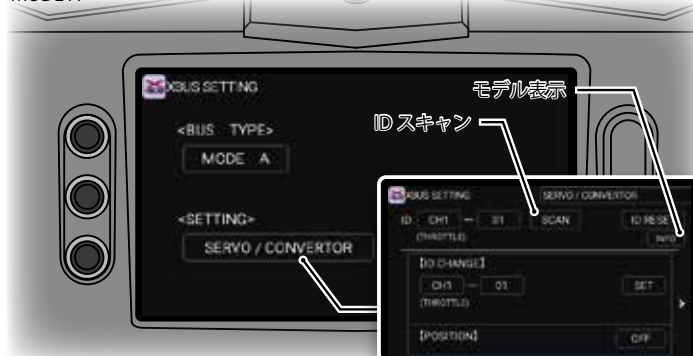 XBUS SETTING
モデル表示
IDスキャン
<BUS TYPE>
MODE A
<SETTING>
SERVO / CONVERTOR
XBUS SETTING SERVO / CONVERTOR
ID CH1 — 01 SCAN ID RESE
(THROTTLE) INFO
[ID CHANGE]
CH1 — 01 SET
(THROTTLE)
[POSITION] OFF